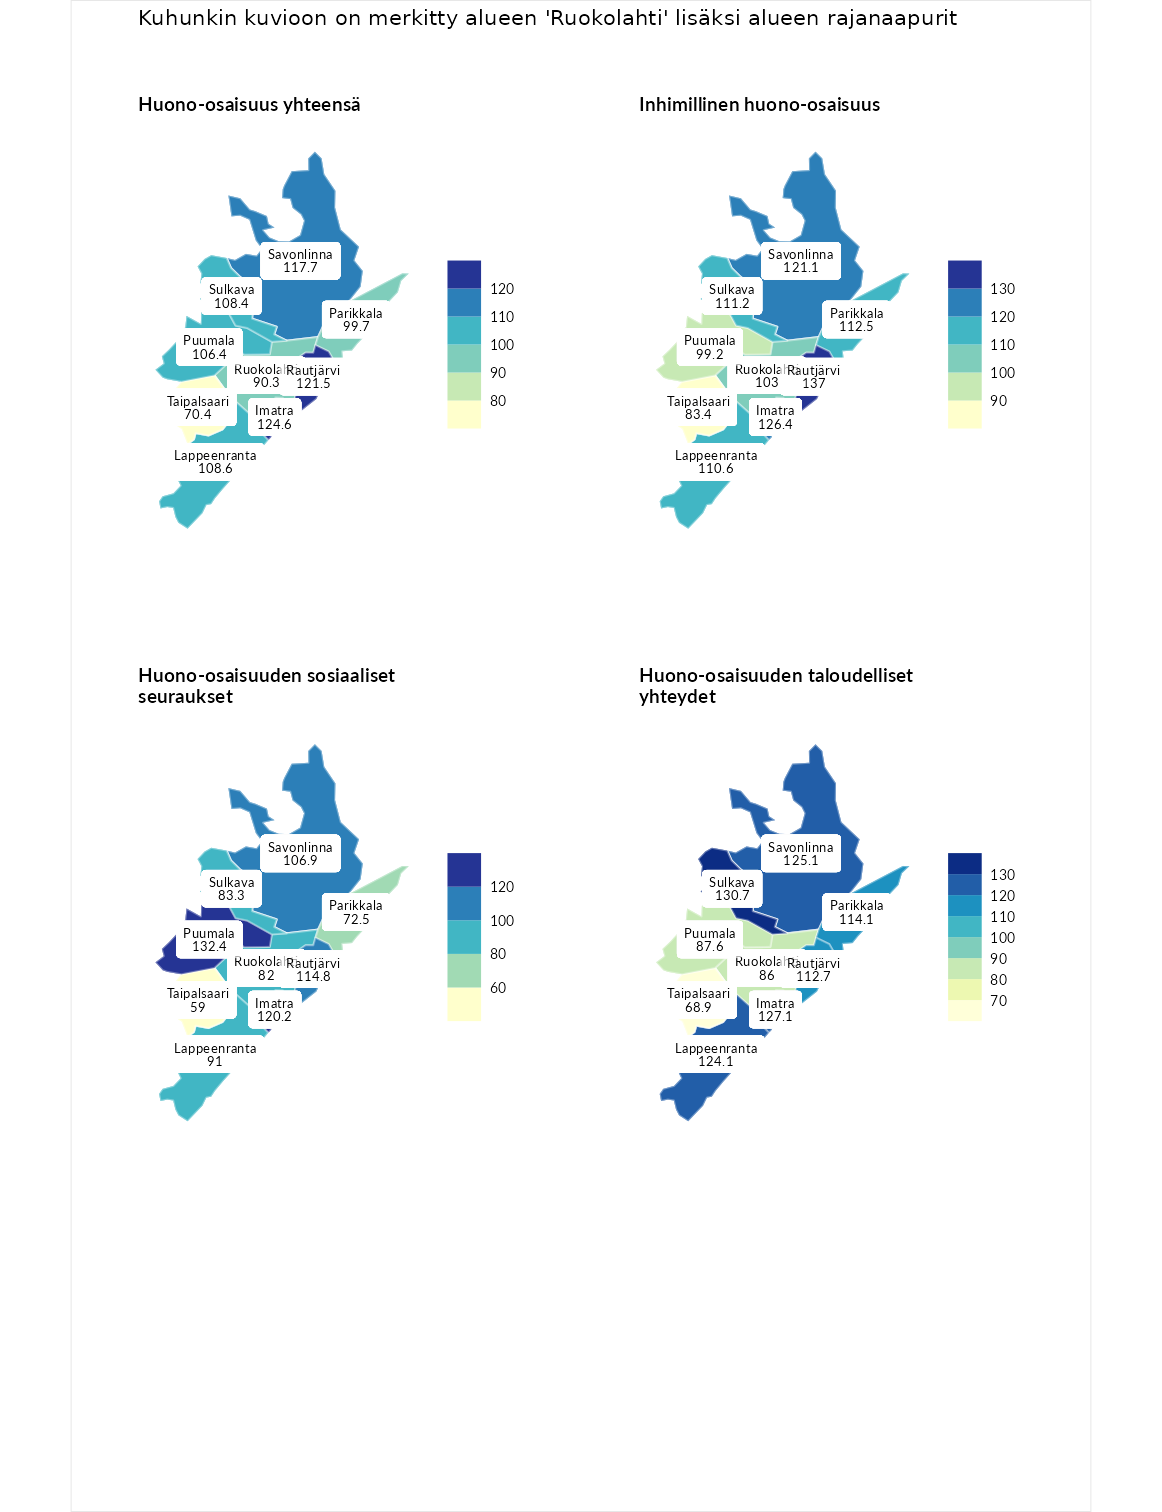 Kuhunkin kuvioon on merkitty alueen 'Ruokolahti' lisäksi alueen rajanaapurit
Huono-osaisuus yhteensä
Savonlinna
117.7
Sulkava
108.4
Parikkala
99.7
Puumala
106.4
Rautjärvi
121.5
90.3
Taipalsaari
70.4
Imatra
124.6
Lappeenranta
108.6
120
110
100
90
80
Inhimillinen huono-osaisuus
Savonlinna
121.1
Sulkava
111.2
Parikkala
112.5
Puumala
99.2
Rautjärvi
137
103
Taipalsaari
83.4
Imatra
126.4
Lappeenranta
110.6
130
120
110
100
90
Huono-osaisuuden sosiaaliset
seuraukset
Savonlinna
106.9
Sulkava
83.3
Parikkala
72.5
Puumala
132.4
Rautjärvi
114.8
82
Taipalsaari
59
Imatra
120.2
Lappeenranta
91
120
100
80
60
Huono-osaisuuden taloudelliset
yhteydet
Savonlinna
125.1
Sulkava
130.7
Parikkala
114.1
Puumala
87.6
Rautjärvi
112.7
86
Taipalsaari
68.9
Imatra
127.1
Lappeenranta
124.1
130
120
110
100
90
80
70